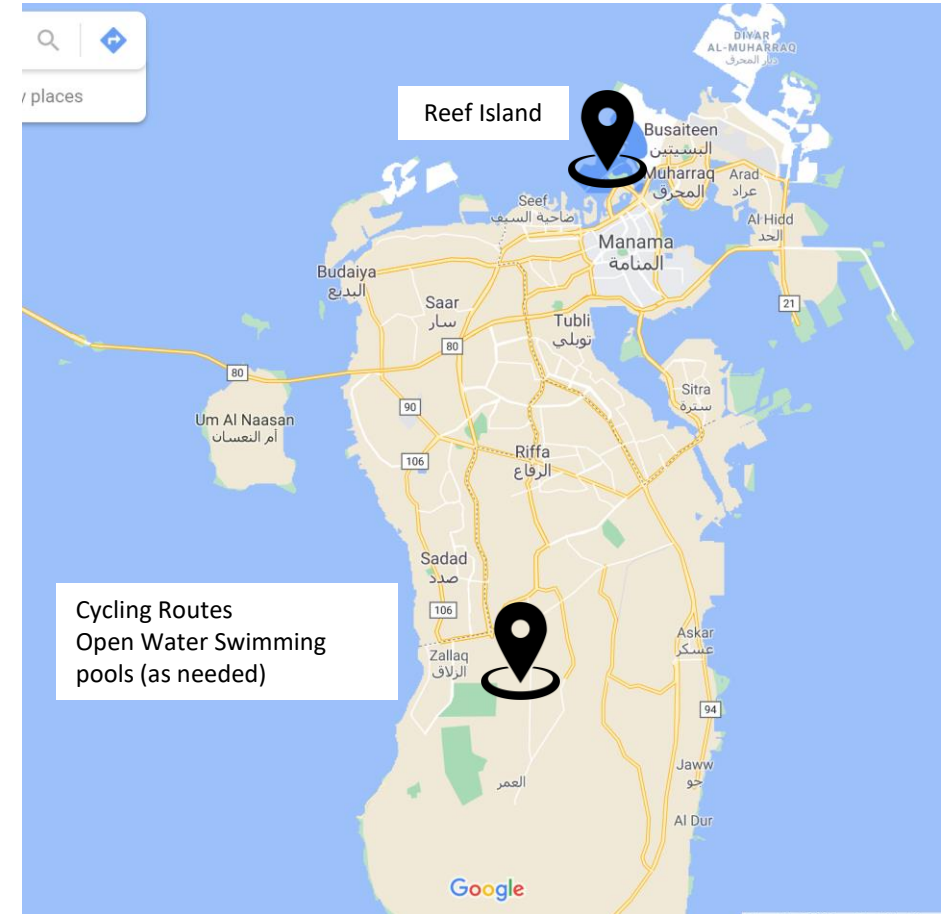 DIYAR
AL-MUHARRAQ
ديار المحرق
places
Reef Island
Busaiteen
البسيتين
Muharraq
المحرق
Arad
عراد
Seef
ضاحية السيف
Al Hidd
الحد
Manama
المنامة
Budaiya
البديع
Saar
سار
21
Tubli
توبلي
80
80
Sitra
سترة
90
Um Al Naasan
أم النعسان
106
Riffa
الرفاع
Sadad
صدد
Cycling Routes
Open Water Swimming
pools (as needed)
106
Askar
عسكر
Zallaq
الزلاق
94
Jaww
جو
العمر
Al Dur
Google